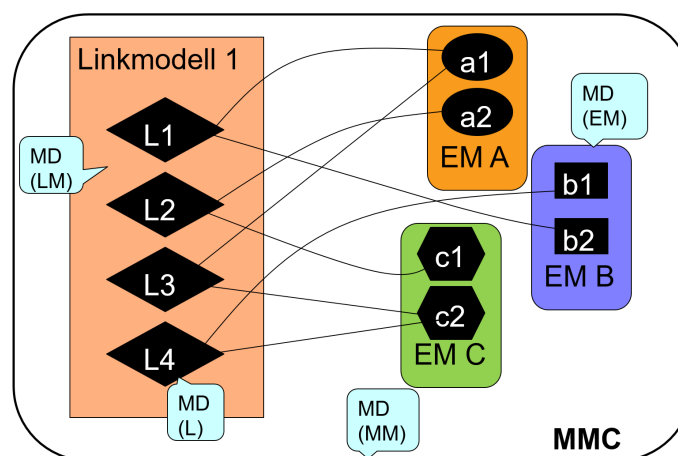 Linkmodell 1
L1
L2
L3
L4
MD
(LM)
MD
(L)
a1
a2
EM A
MD
(EM)
b1
b2
EM B
c1
c2
EM C
MD
(MM)
MMC